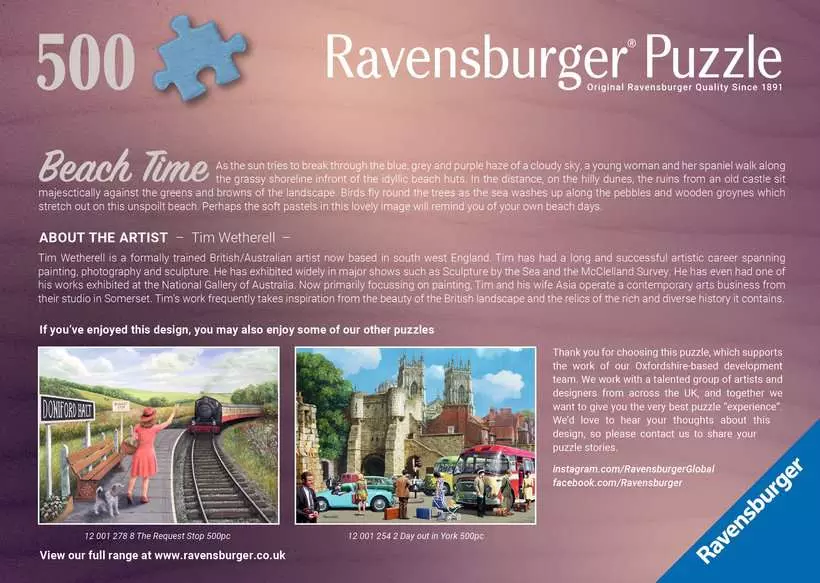 500
Ravensburger® Puzzle
Original Ravensburger Quality Since 1891
Beach Time As the sun tries to break through the blue, grey and purple haze of a cloudy sky, a young woman and her spaniel walk along
the grassy shoreline infront of the idyllic beach huts. In the distance, on the hilly dunes, the ruins from an old castle sit
majesctically against the greens and browns of the landscape. Birds fly round the trees as the sea washes up along the pebbles and wooden groynes which
stretch out on this unspoilt beach. Perhaps the soft pastels in this lovely image will remind you of your own beach days.
ABOUT THE ARTIST – Tim Wetherell –
Tim Wetherell is a formally trained British/Australian artist now based in south west England. Tim has had a long and successful artistic career spanning
painting, photography and sculpture. He has exhibited widely in major shows such as Sculpture by the Sea and the McClelland Survey. He has even had one of
his works exhibited at the National Gallery of Australia. Now primarily focussing on painting, Tim and his wife Asia operate a contemporary arts business from
their studio in Somerset. Tim's work frequently takes inspiration from the beauty of the British landscape and the relics of the rich and diverse history it contains.
If you've enjoyed this design, you may also enjoy some of our other puzzles
DONIFORD HALT
12 001 278 8 The Request Stop 500pc
12 001 254 2 Day out in York 500pc
Thank you for choosing this puzzle, which supports
the work of our Oxfordshire-based development
team. We work with a talented group of artists and
designers from across the UK, and together we
want to give you the very best puzzle "experience".
We'd love to hear your thoughts about this
design, so please contact us to share your
puzzle stories.
instagram.com/RavensburgerGlobal
facebook.com/Ravensburger
View our full range at www.ravensburger.co.uk
Ravensburger